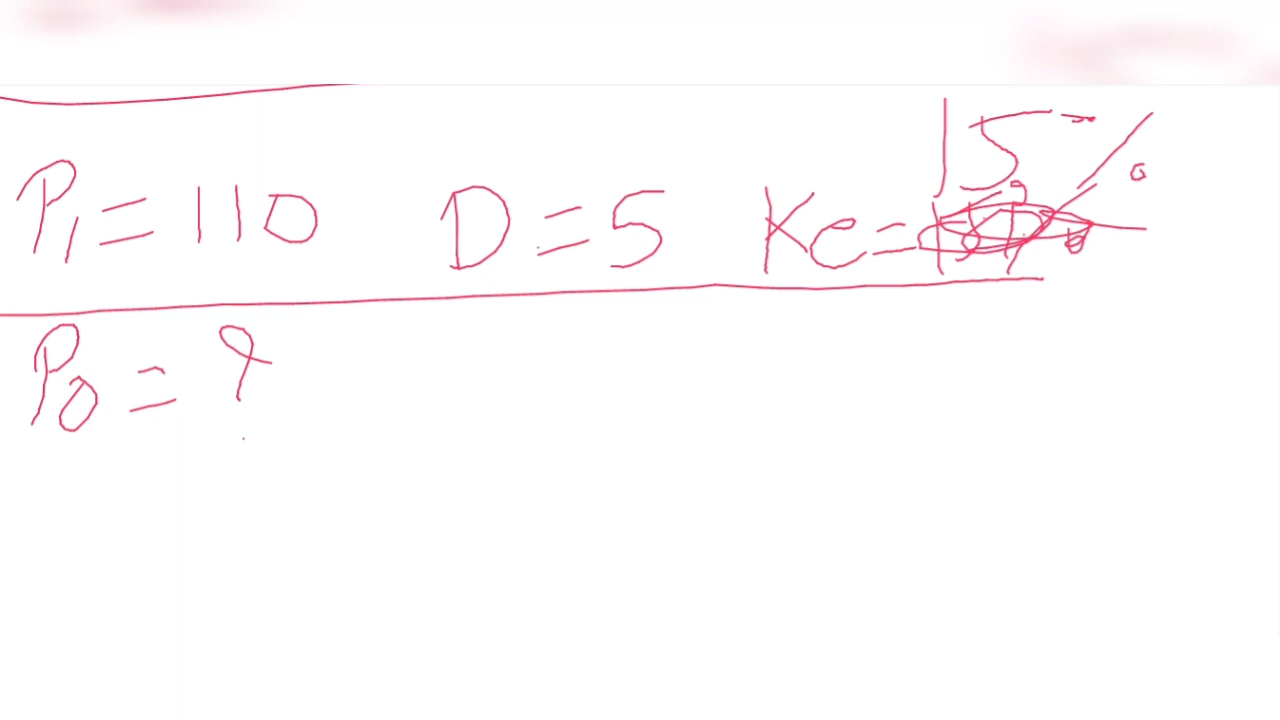 P1 = 110 D = 5 Ke = 15%
P0 = ?